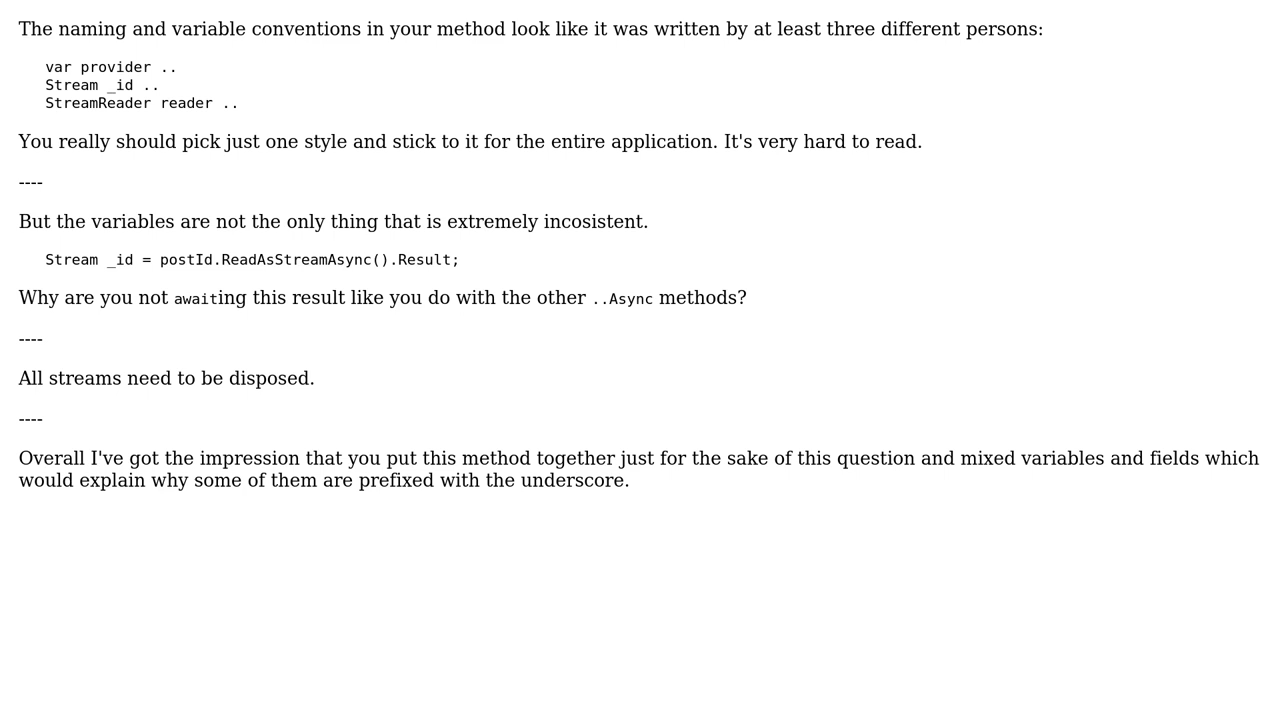 The naming and variable conventions in your method look like it was written by at least three different persons:
var provider ..
Stream _id ..
StreamReader reader ..
You really should pick just one style and stick to it for the entire application. It's very hard to read.
----
But the variables are not the only thing that is extremely incosistent.
Stream _id = postId.ReadAsStreamAsync().Result;
Why are you not awaiting this result like you do with the other ..Async methods?
----
All streams need to be disposed.
----
Overall I've got the impression that you put this method together just for the sake of this question and mixed variables and fields which
would explain why some of them are prefixed with the underscore.